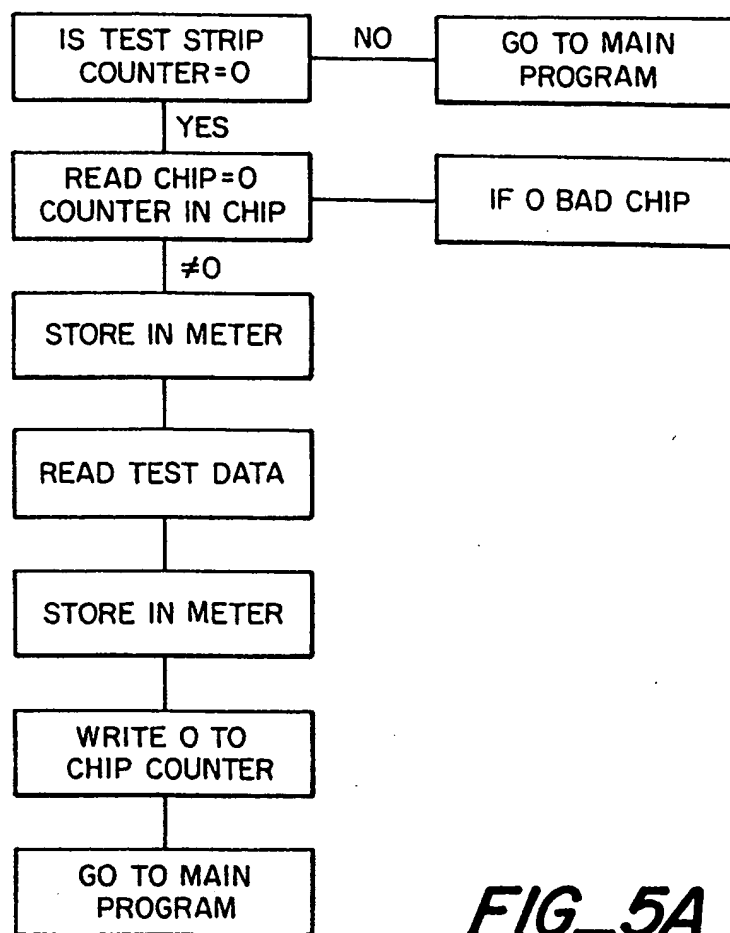 IS TEST STRIP
COUNTER=0
NO
GO TO MAIN
PROGRAM
YES
READ CHIP=0
COUNTER IN CHIP
IF 0 BAD CHIP
≠0
STORE IN METER
READ TEST DATA
STORE IN METER
WRITE 0 TO
CHIP COUNTER
GO TO MAIN
PROGRAM
FIG_5A